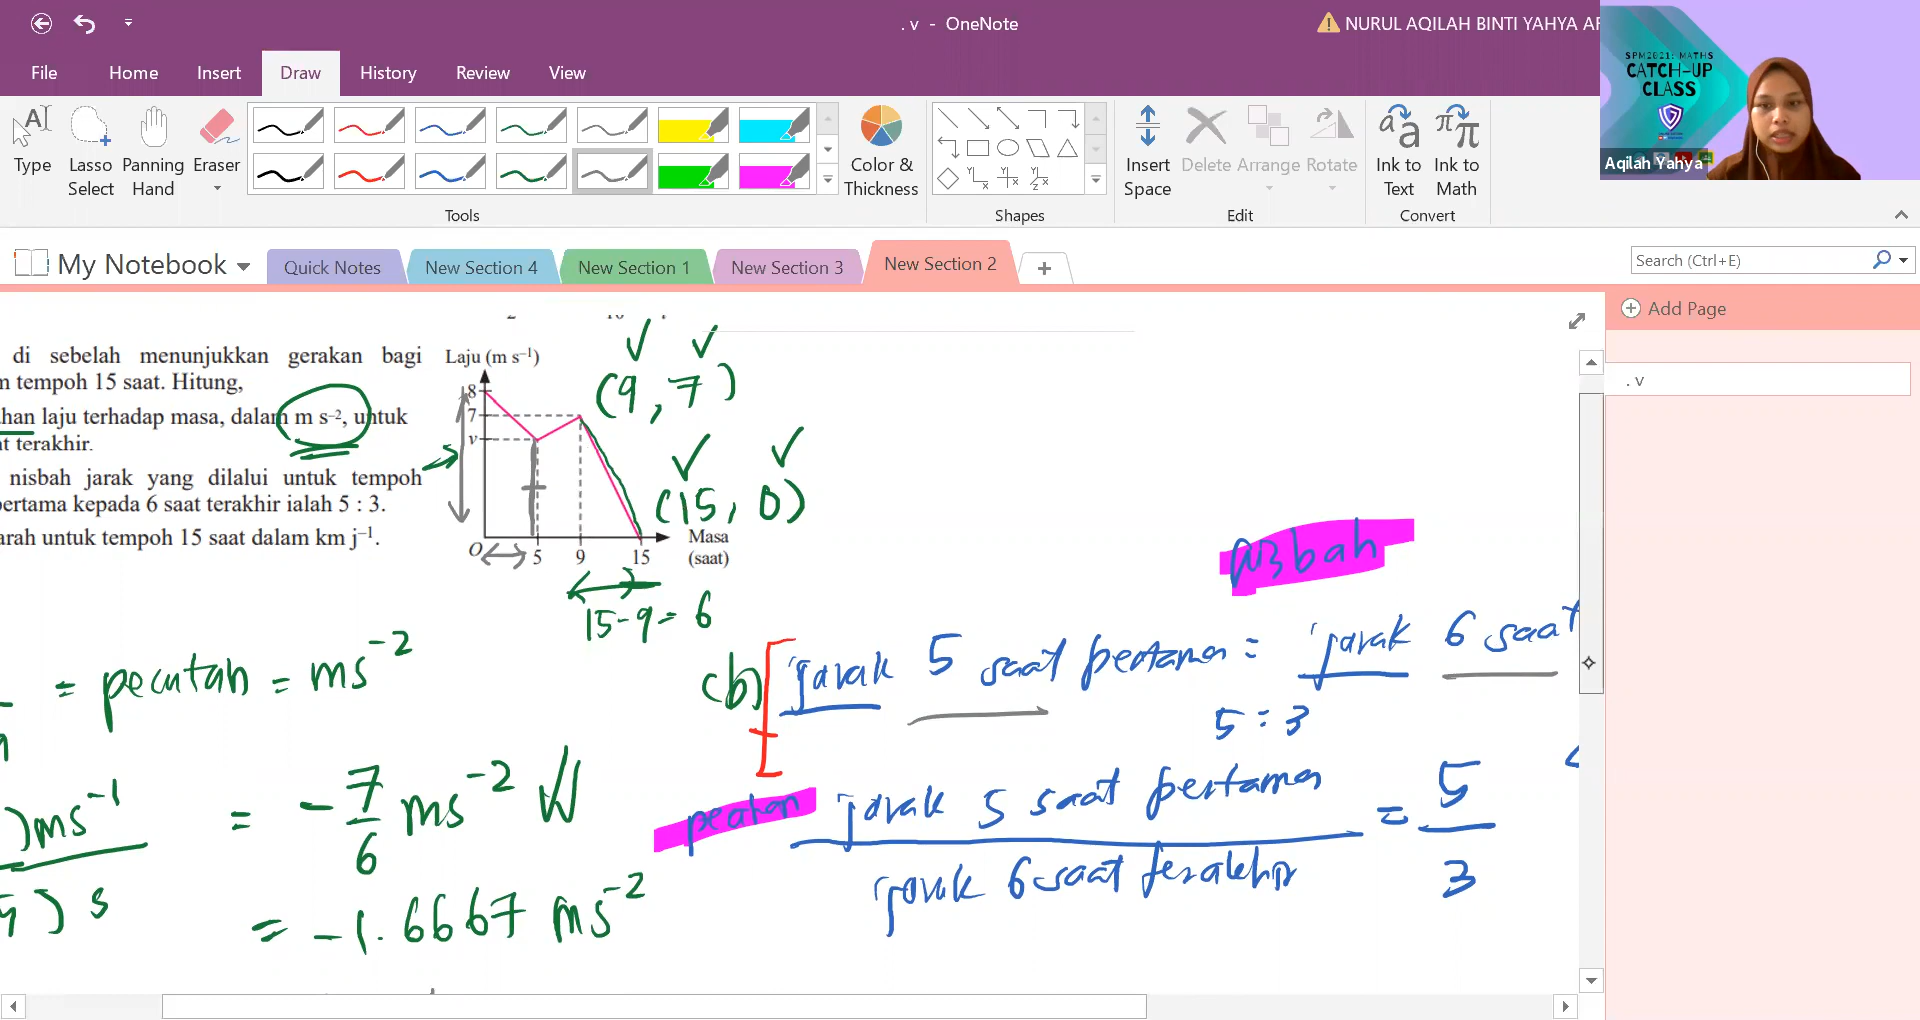 . v - OneNote
NURUL AQILAH BINTI YAHYA AF
SPM2021: MATHS
CATCH-UP
CLASS
Aqilah Yahya
File
Home
Insert
Draw
History
Review
View
Type
Lasso
Select
Panning
Hand
Eraser
Color &
Thickness
Insert
Space
Delete
Arrange
Rotate
Ink to
Text
Ink to
Math
Tools
Shapes
Edit
Convert
My Notebook
Quick Notes
New Section 4
New Section 1
New Section 3
New Section 2
Search (Ctrl+E)
Add Page
. v
di sebelah menunjukkan gerakan bagi
m tempoh 15 saat. Hitung,
ahan laju terhadap masa, dalam m s⁻², untuk
at terakhir.
nisbah jarak yang dilalui untuk tempoh
pertama kepada 6 saat terakhir ialah 5 : 3.
arah untuk tempoh 15 saat dalam km j⁻¹.
Laju (m s⁻¹)
8
7
v
O
5
9
15
Masa
(saat)
(9, 7)
(15, 0)
15-9= 6
= pecutan = ms⁻²
)ms⁻¹
) s
= -7/6 ms⁻²
= -1.6667 ms⁻²
nisbah
(b) jarak 5 saat pertama : jarak 6 saat
5 : 3
pecahan
jarak 5 saat pertama
jarak 6 saat terakhir
= 5/3